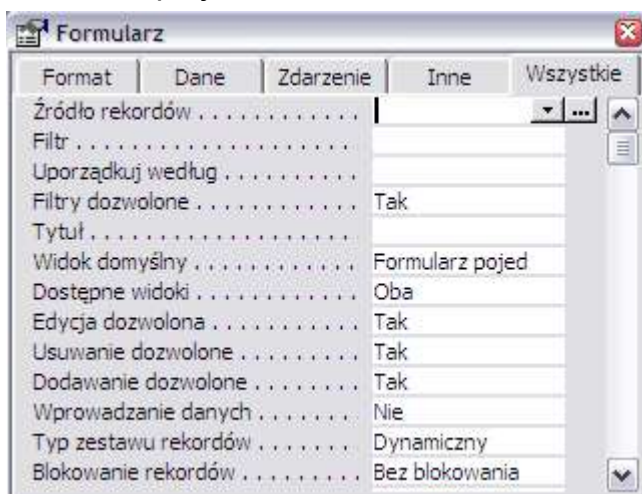 Formularz
Format Dane Zdarzenie Inne Wszystkie
Źródło rekordów . . . . . . . . . . . . ...
Filtr . . . . . . . . . . . . . . . . . . . . .
Uporządkuj według . . . . . . . . . .
Filtry dozwolone . . . . . . . . . . . . Tak
Tytuł . . . . . . . . . . . . . . . . . . . .
Widok domyślny . . . . . . . . . . . . Formularz pojed
Dostępne widoki . . . . . . . . . . . . Oba
Edycja dozwolona . . . . . . . . . . . Tak
Usuwanie dozwolone . . . . . . . . . Tak
Dodawanie dozwolone . . . . . . . . Tak
Wprowadzanie danych . . . . . . . Nie
Typ zestawu rekordów . . . . . . . Dynamiczny
Blokowanie rekordów . . . . . . . . . Bez blokowania